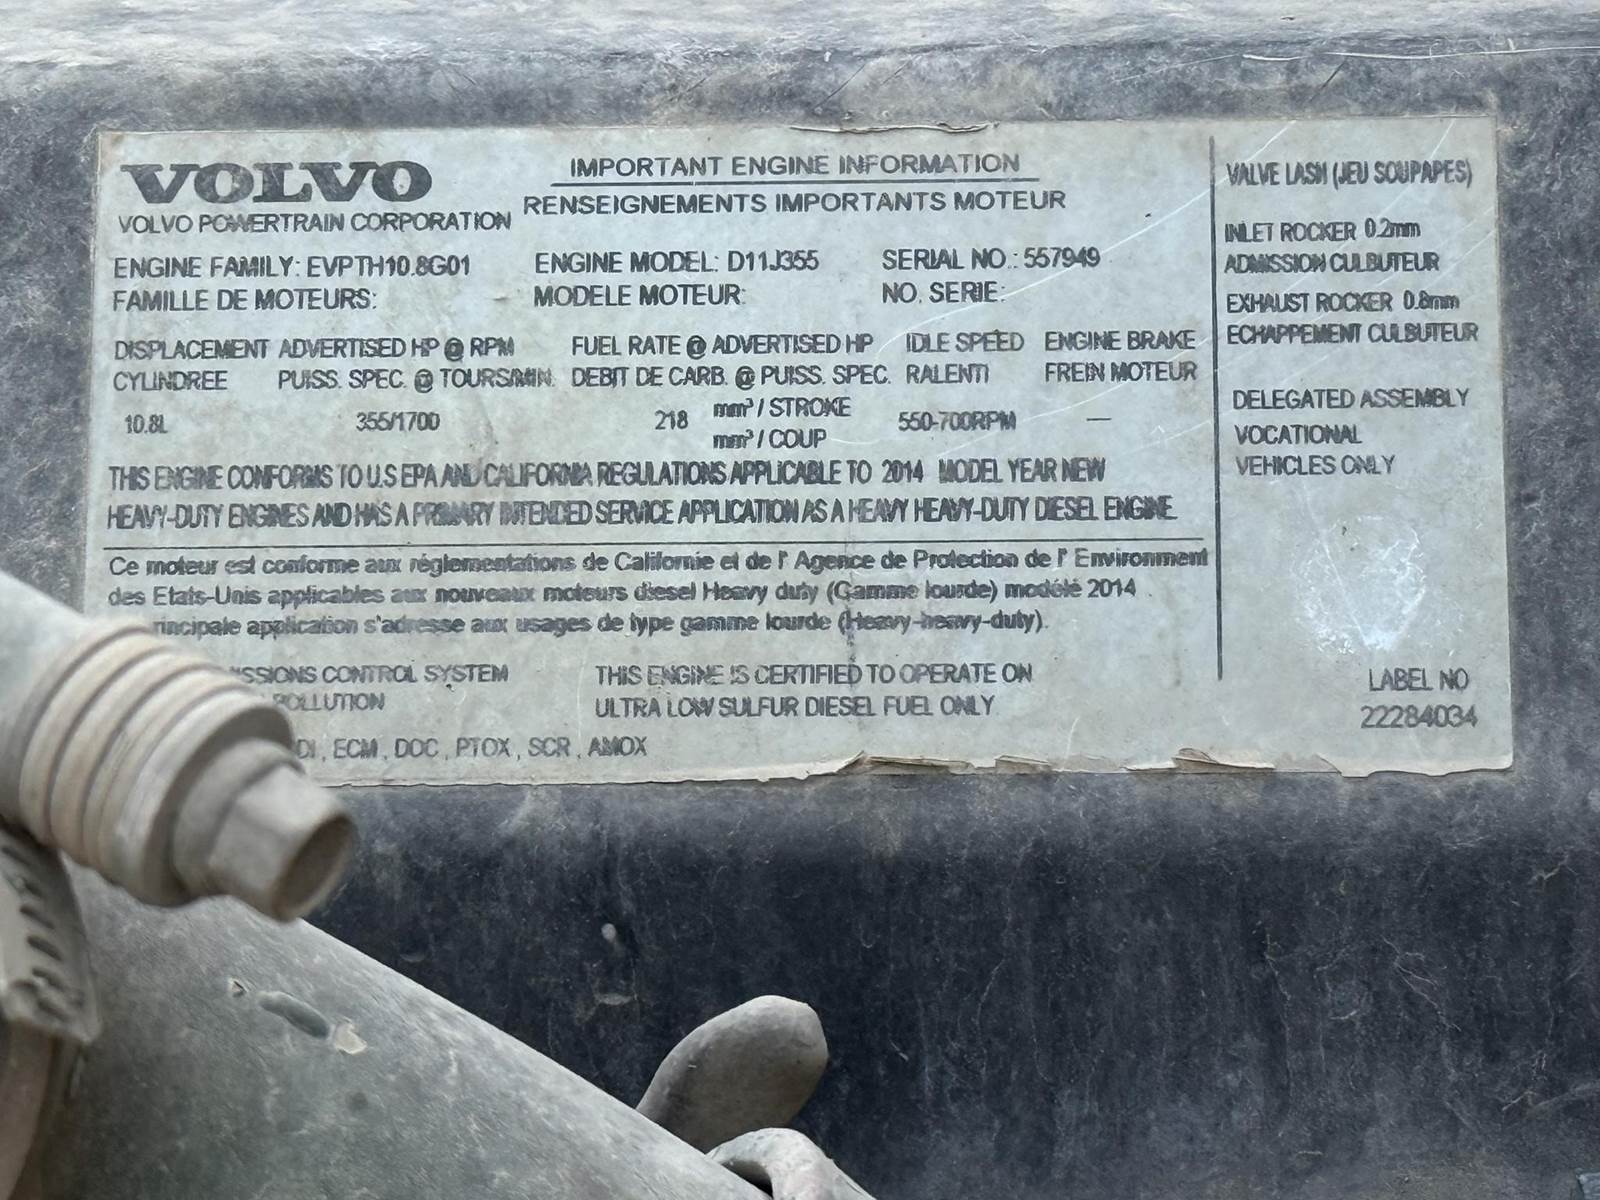 VOLVO
VOLVO POWERTRAIN CORPORATION
IMPORTANT ENGINE INFORMATION
RENSEIGNEMENTS IMPORTANTS MOTEUR
ENGINE FAMILY: EVPTH10.8G01 ENGINE MODEL: D11J355 SERIAL NO.: 557949
FAMILLE DE MOTEURS: MODELE MOTEUR: NO. SERIE:
DISPLACEMENT ADVERTISED HP @ RPM FUEL RATE @ ADVERTISED HP IDLE SPEED ENGINE BRAKE
CYLINDREE PUISS. SPEC. @ TOURS/MIN. DEBIT DE CARB. @ PUISS. SPEC. RALENTI FREIN MOTEUR
10.8L 355/1700 218 mm³ / STROKE 550-700RPM —
mm³ / COUP
THIS ENGINE CONFORMS TO U.S EPA AND CALIFORNIA REGULATIONS APPLICABLE TO 2014 MODEL YEAR NEW
HEAVY-DUTY ENGINES AND HAS A PRIMARY INTENDED SERVICE APPLICATION AS A HEAVY HEAVY-DUTY DIESEL ENGINE
Ce moteur est conforme aux réglementations de Californie et de l' Agence de Protection de l' Environment
des Etats-Unis applicables aux nouveaux moteurs diesel Heavy duty (Gamme lourde) modélé 2014 .
application s'adresse aux usages de type gamme lourde (Heavy-heavy-duty).
CONTROL SYSTEM
THIS ENGINE IS CERTIFIED TO OPERATE ON
ULTRA LOW SULFUR DIESEL FUEL ONLY
, ECM , DOC , PTOX , SCR , AMOX
VALVE LASH (JEU SOUPAPES)
INLET ROCKER 0.2mm
ADMISSION CULBUTEUR
EXHAUST ROCKER 0.8mm
ECHAPPEMENT CULBUTEUR
DELEGATED ASSEMBLY
VOCATIONAL
VEHICLES ONLY
LABEL NO
22284034